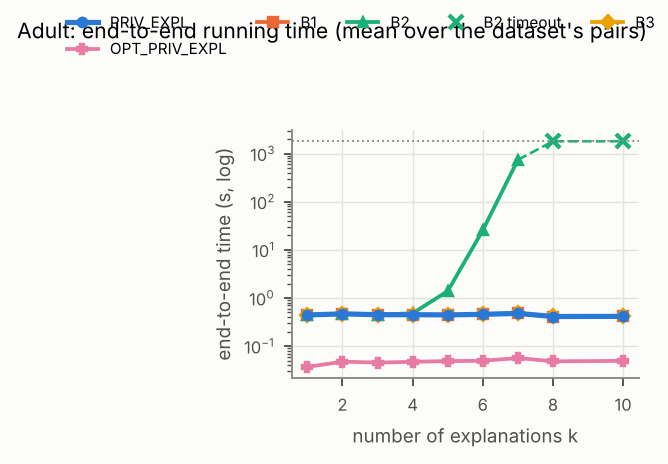 PRIV_EXPL B1 B2 B2 timeout B3
Adult: end-to-end running time (mean over the dataset's pairs)
OPT_PRIV_EXPL
end-to-end time (s, log)
10³
10²
10¹
10⁰
10⁻¹
2 4 6 8 10
number of explanations k